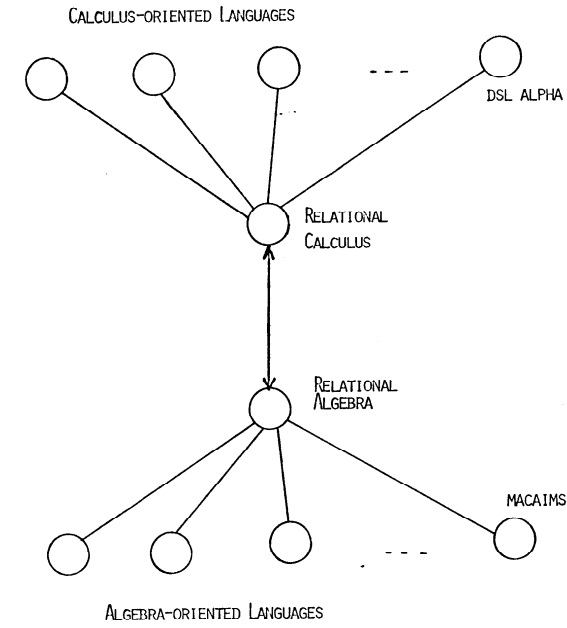 CALCULUS-ORIENTED LANGUAGES
DSL ALPHA
RELATIONAL
CALCULUS
RELATIONAL
ALGEBRA
MACAIMS
ALGEBRA-ORIENTED LANGUAGES